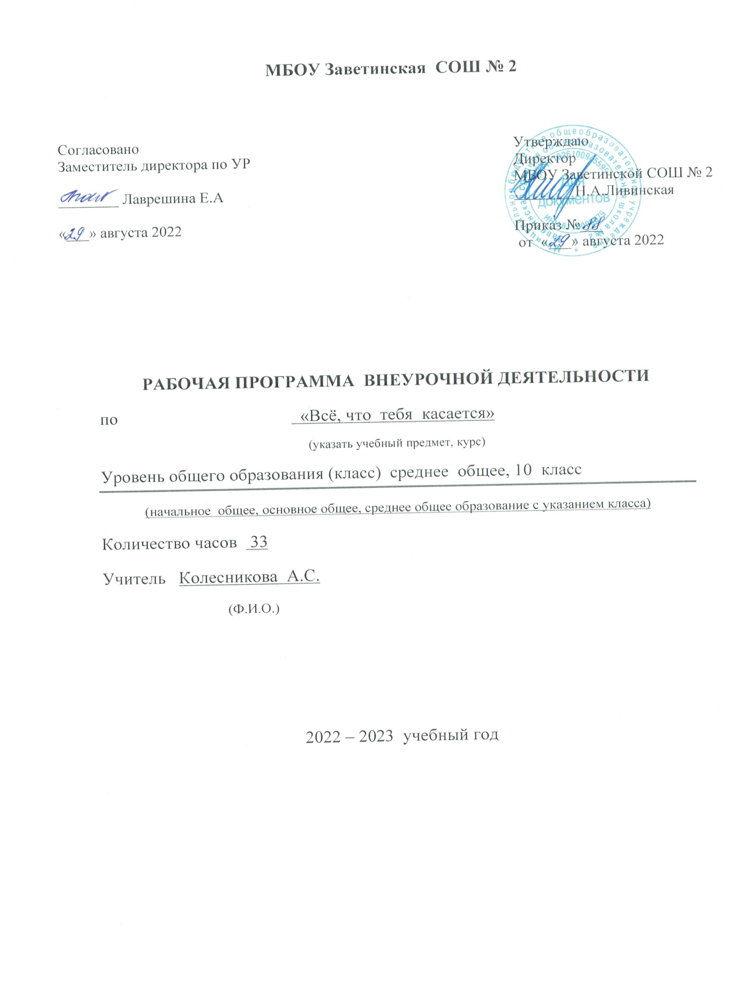 МБОУ Заветинская СОШ № 2
Согласовано
Заместитель директора по УР
Лаврешина Е.А
«29» августа 2022
Утверждаю
Директор
МБОУ Заветинской СОШ № 2
Н.А.Ливинская
Приказ №
от «29» августа 2022
для
документов
РАБОЧАЯ ПРОГРАММА ВНЕУРОЧНОЙ ДЕЯТЕЛЬНОСТИ
по «Всё, что тебя касается»
(указать учебный предмет, курс)
Уровень общего образования (класс) среднее общее, 10 класс
(начальное общее, основное общее, среднее общее образование с указанием класса)
Количество часов 33
Учитель Колесникова А.С.
(Ф.И.О.)
2022 – 2023 учебный год